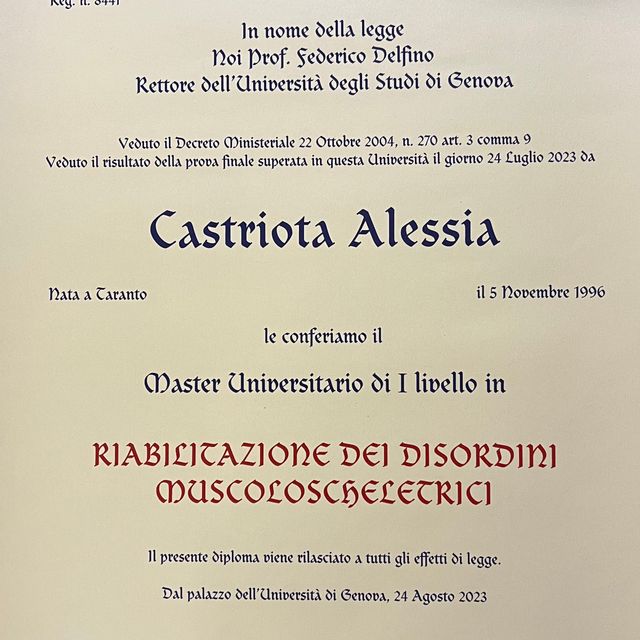 Reg. n. 8441
In nome della legge
Noi Prof. Federico Delfino
Rettore dell'Università degli Studi di Genova
Veduto il Decreto Ministeriale 22 Ottobre 2004, n. 270 art. 3 comma 9
Veduto il risultato della prova finale superata in questa Università il giorno 24 Luglio 2023 da
Castriota Alessia
Nata a Taranto il 5 Novembre 1996
le conferiamo il
Master Universitario di I livello in
RIABILITAZIONE DEI DISORDINI
MUSCOLOSCHELETRICI
Il presente diploma viene rilasciato a tutti gli effetti di legge.
Dal palazzo dell'Università di Genova, 24 Agosto 2023